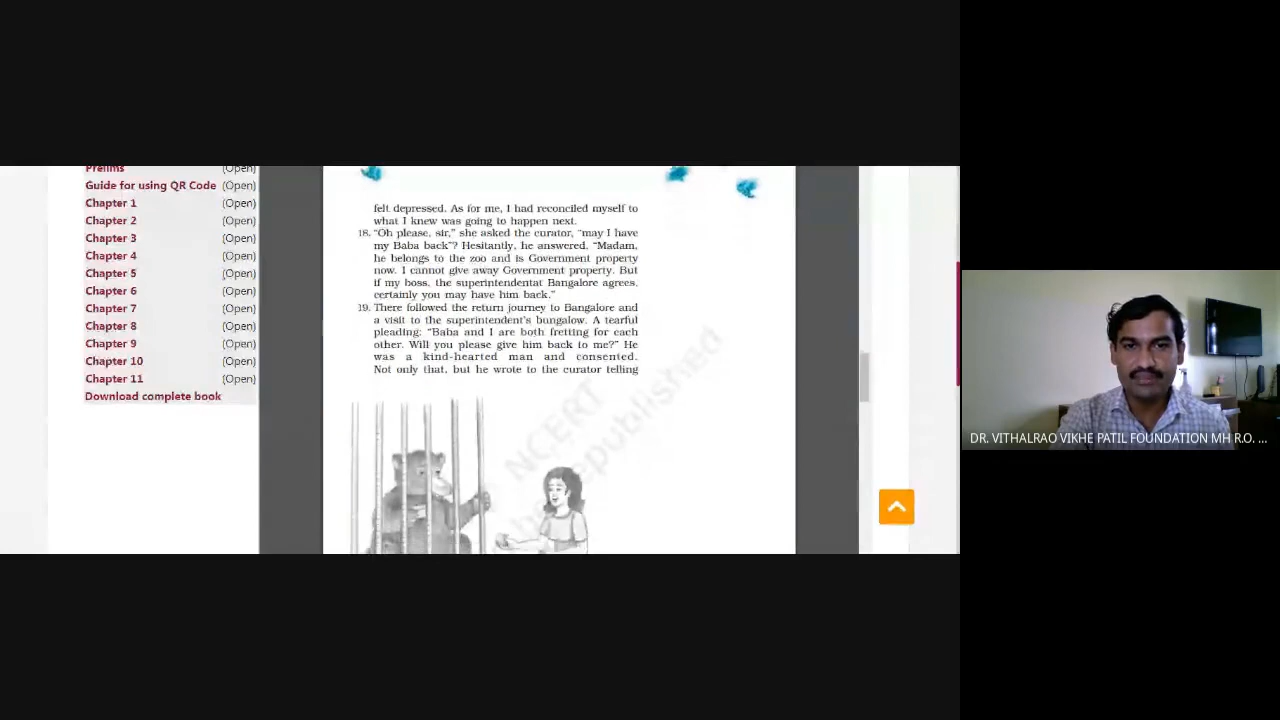 Prelims (Open)
Guide for using QR Code (Open)
Chapter 1 (Open)
Chapter 2 (Open)
Chapter 3 (Open)
Chapter 4 (Open)
Chapter 5 (Open)
Chapter 6 (Open)
Chapter 7 (Open)
Chapter 8 (Open)
Chapter 9 (Open)
Chapter 10 (Open)
Chapter 11 (Open)
Download complete book
felt depressed. As for me, I had reconciled myself to
what I knew was going to happen next.
18. “Oh please, sir,” she asked the curator, “may I have
my Baba back”? Hesitantly, he answered, “Madam,
he belongs to the zoo and is Government property
now. I cannot give away Government property. But
if my boss, the superintendentat Bangalore agrees,
certainly you may have him back.”
19. There followed the return journey to Bangalore and
a visit to the superintendent's bungalow. A tearful
pleading: “Baba and I are both fretting for each
other. Will you please give him back to me?” He
was a kind-hearted man and consented.
Not only that, but he wrote to the curator telling
NCERT
republished
DR. VITHALRAO VIKHE PATIL FOUNDATION MH R.O. ...